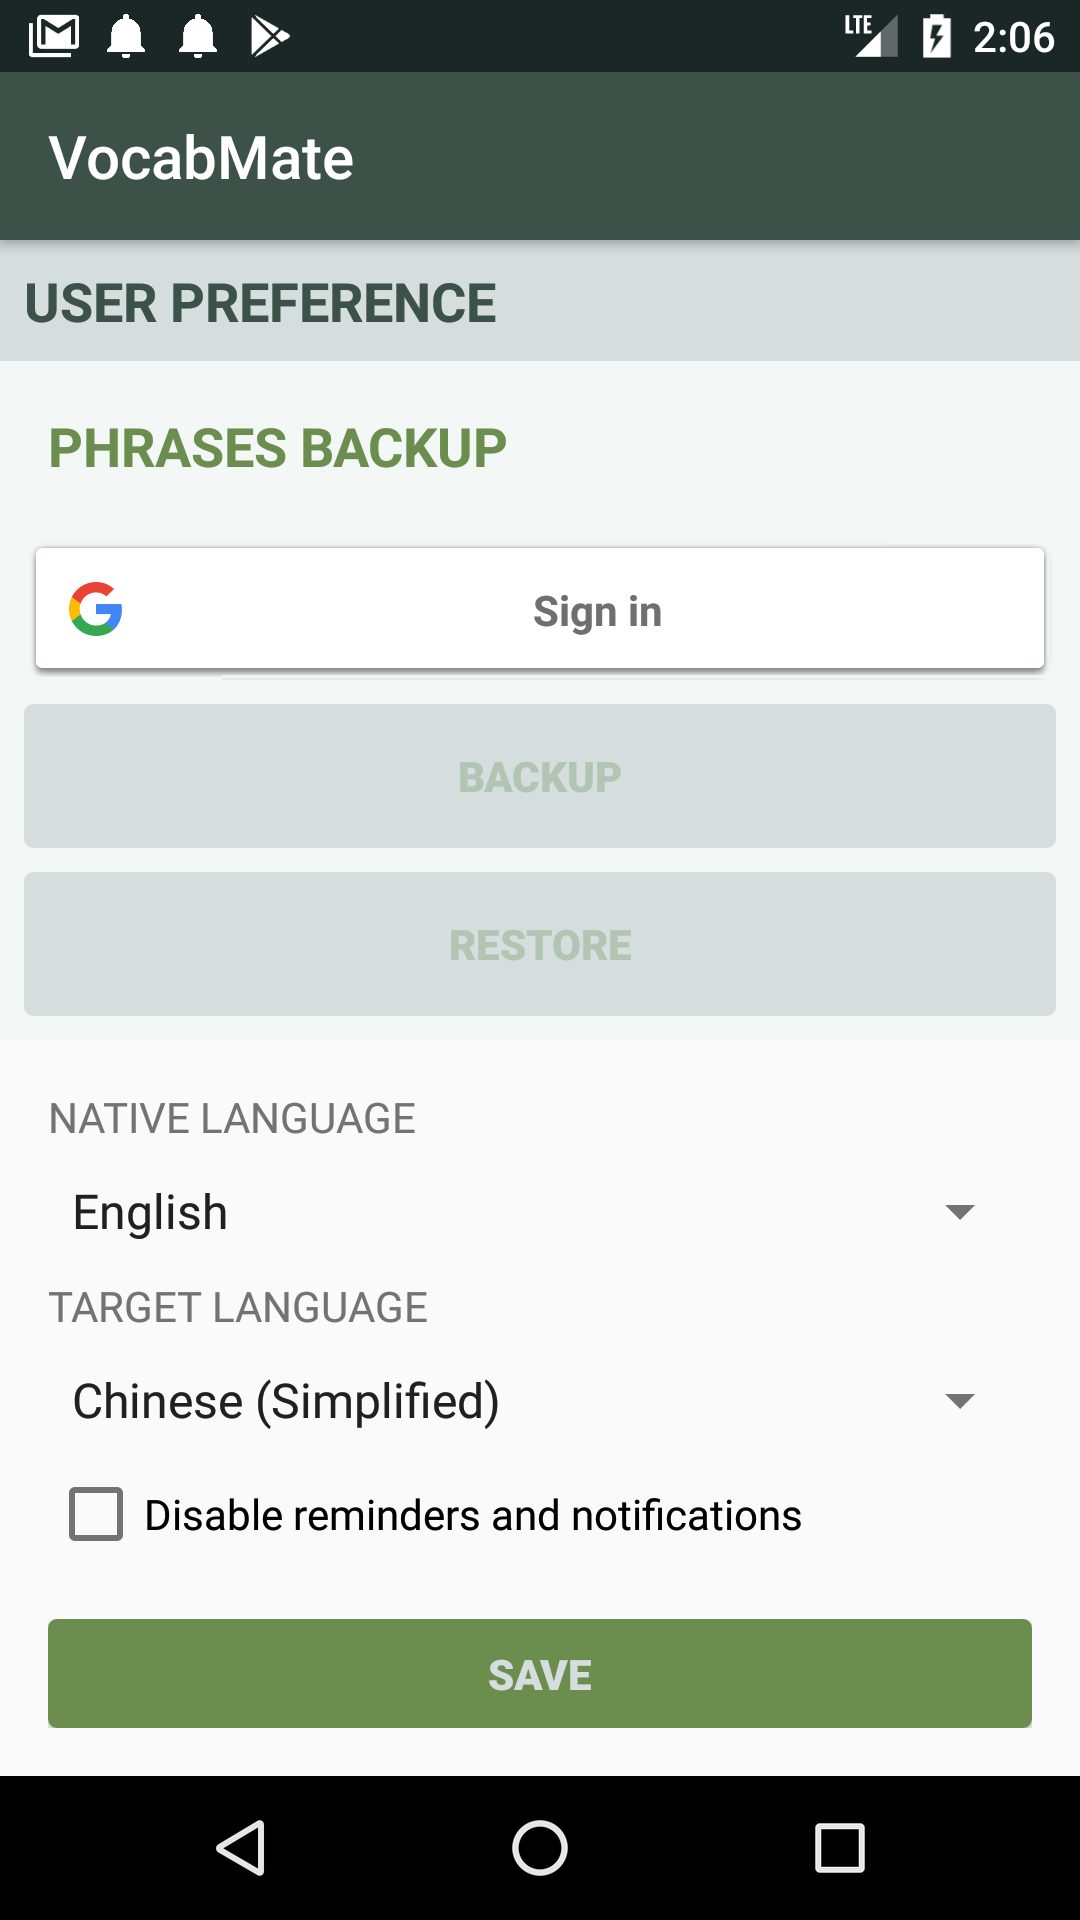 LTE 2:06
VocabMate
USER PREFERENCE
PHRASES BACKUP
Sign in
BACKUP
RESTORE
NATIVE LANGUAGE
English
TARGET LANGUAGE
Chinese (Simplified)
Disable reminders and notifications
SAVE